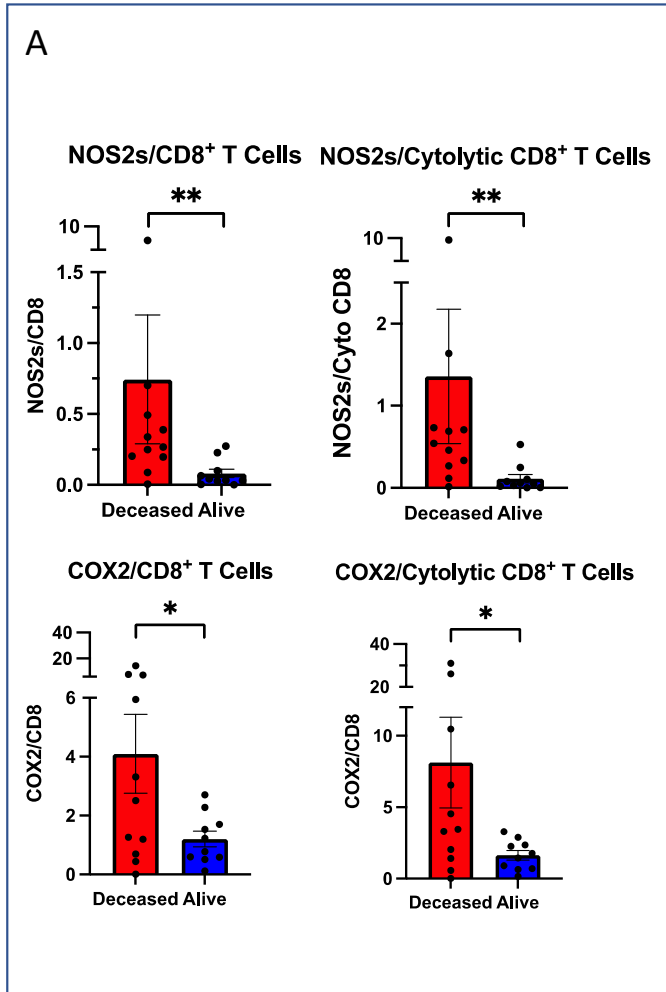 A
NOS2s/CD8⁺ T Cells
**
10
1.5
1.0
0.5
0.0
NOS2s/CD8
Deceased Alive
NOS2s/Cytolytic CD8⁺ T Cells
**
10
2
1
0
NOS2s/Cyto CD8
Deceased Alive
COX2/CD8⁺ T Cells
*
40
20
6
4
2
0
COX2/CD8
Deceased Alive
COX2/Cytolytic CD8⁺ T Cells
*
40
20
10
5
0
COX2/CD8
Deceased Alive